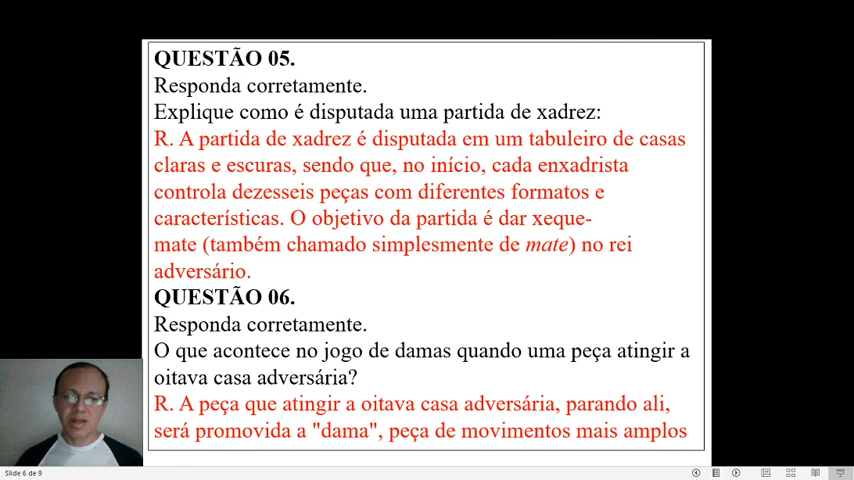 QUESTÃO 05.
Responda corretamente.
Explique como é disputada uma partida de xadrez:
R. A partida de xadrez é disputada em um tabuleiro de casas
claras e escuras, sendo que, no início, cada enxadrista
controla dezesseis peças com diferentes formatos e
características. O objetivo da partida é dar xeque-
mate (também chamado simplesmente de mate) no rei
adversário.
QUESTÃO 06.
Responda corretamente.
O que acontece no jogo de damas quando uma peça atingir a
oitava casa adversária?
R. A peça que atingir a oitava casa adversária, parando ali,
será promovida a "dama", peça de movimentos mais amplos
Slide 6 de 9